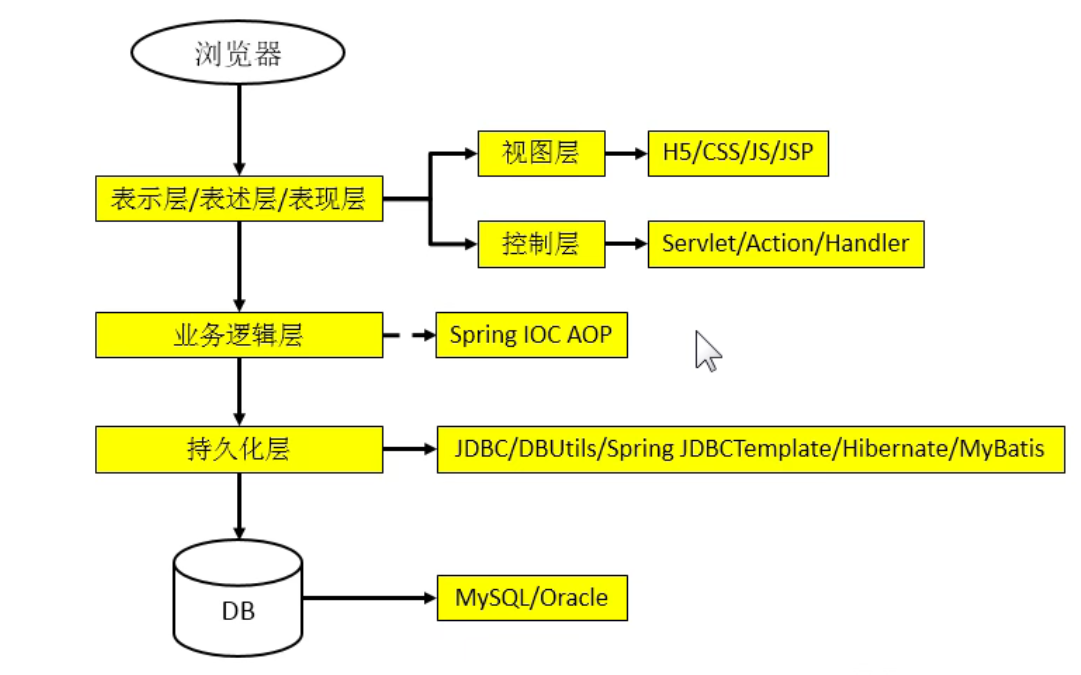 浏览器
视图层
H5/CSS/JS/JSP
表示层/表述层/表现层
控制层
Servlet/Action/Handler
业务逻辑层
Spring IOC AOP
持久化层
JDBC/DBUtils/Spring JDBCTemplate/Hibernate/MyBatis
DB
MySQL/Oracle